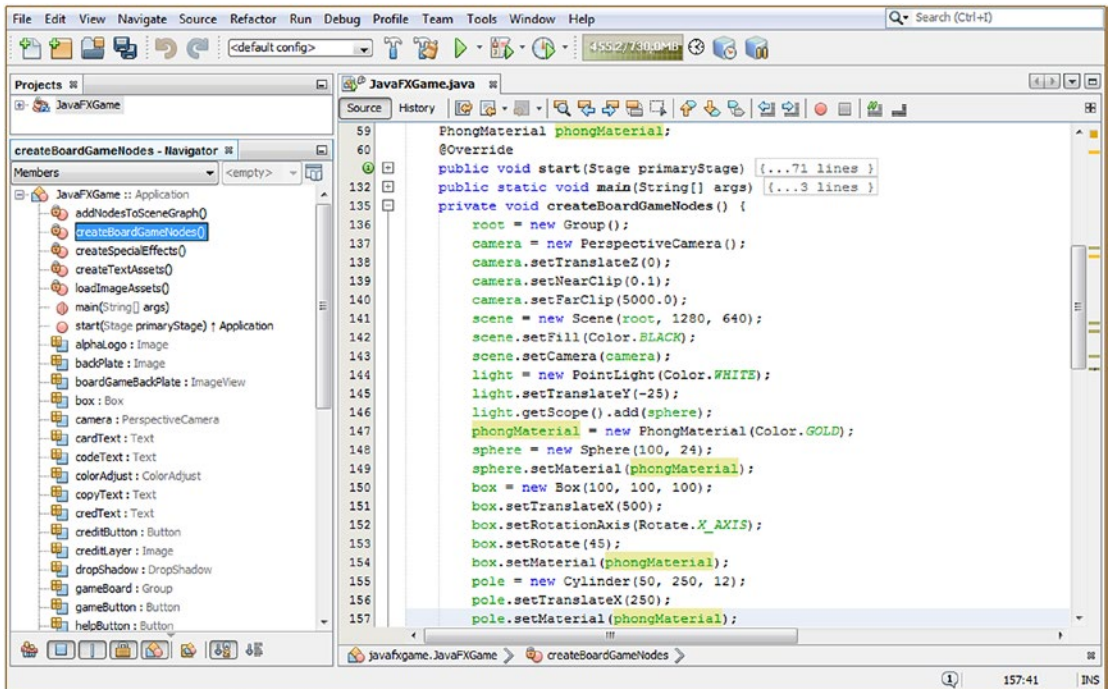 File Edit View Navigate Source Refactor Run Debug Profile Team Tools Window Help
Search (Ctrl+I)
<default config>
455.2/730.0MB
Projects
JavaFXGame
createBoardGameNodes - Navigator
Members
<empty>
JavaFXGame :: Application
addNodesToSceneGraph()
createBoardGameNodes()
createSpecialEffects()
createTextAssets()
loadImageAssets()
main(String[] args)
start(Stage primaryStage) ↑ Application
alphaLogo : Image
backPlate : Image
boardGameBackPlate : ImageView
box : Box
camera : PerspectiveCamera
cardText : Text
codeText : Text
colorAdjust : ColorAdjust
copyText : Text
credText : Text
creditButton : Button
creditLayer : Image
dropShadow : DropShadow
gameBoard : Group
gameButton : Button
helpButton : Button
JavaFXGame.java
Source History
59 PhongMaterial phongMaterial;
60 @Override
public void start(Stage primaryStage) {...71 lines }
132 public static void main(String[] args) {...3 lines }
135 private void createBoardGameNodes() {
136 root = new Group();
137 camera = new PerspectiveCamera();
138 camera.setTranslateZ(0);
139 camera.setNearClip(0.1);
140 camera.setFarClip(5000.0);
141 scene = new Scene(root, 1280, 640);
142 scene.setFill(Color.BLACK);
143 scene.setCamera(camera);
144 light = new PointLight(Color.WHITE);
145 light.setTranslateY(-25);
146 light.getScope().add(sphere);
147 phongMaterial = new PhongMaterial(Color.GOLD);
148 sphere = new Sphere(100, 24);
149 sphere.setMaterial(phongMaterial);
150 box = new Box(100, 100, 100);
151 box.setTranslateX(500);
152 box.setRotationAxis(Rotate.X_AXIS);
153 box.setRotate(45);
154 box.setMaterial(phongMaterial);
155 pole = new Cylinder(50, 250, 12);
156 pole.setTranslateX(250);
157 pole.setMaterial(phongMaterial);
javafxgame.JavaFXGame createBoardGameNodes
1 157:41 INS